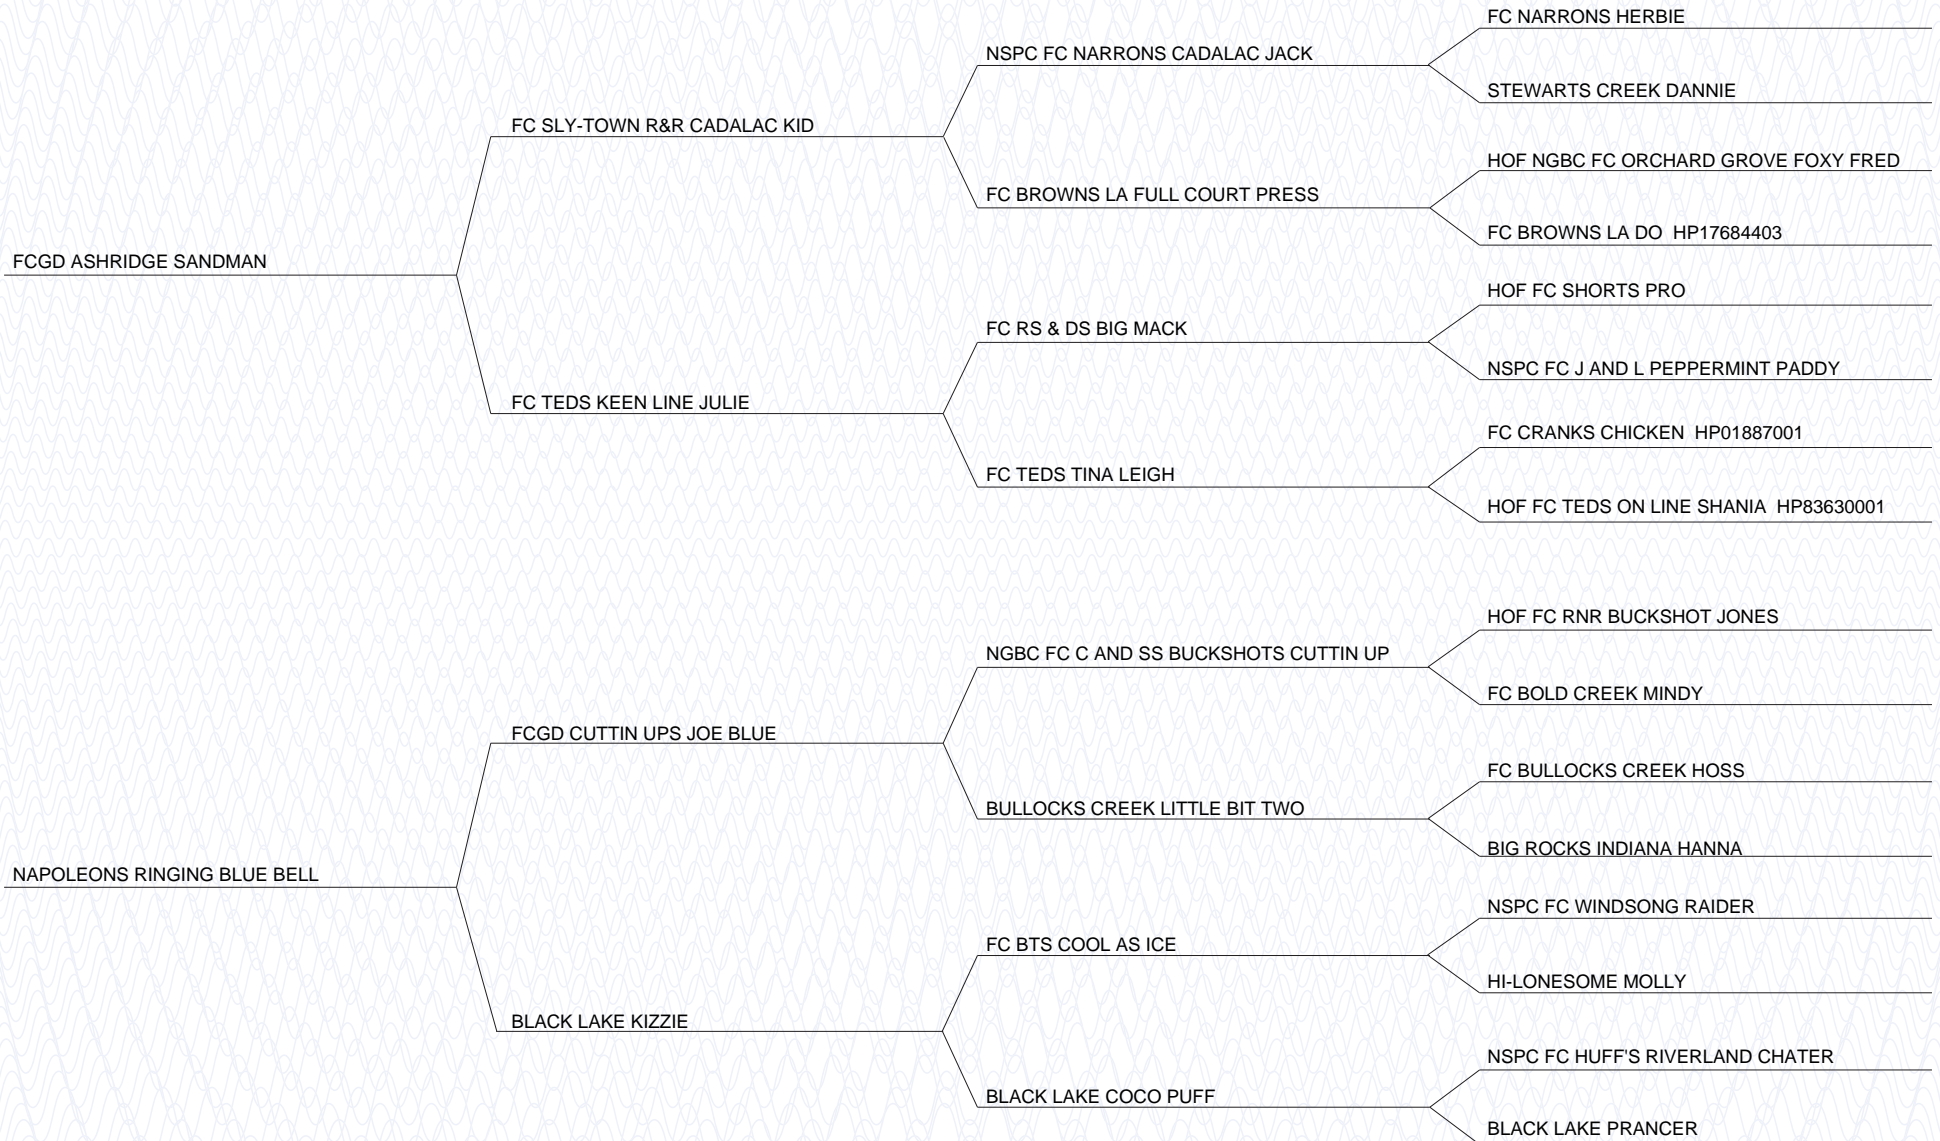 FC NARRONS HERBIE
NSPC FC NARRONS CADALAC JACK
STEWARTS CREEK DANNIE
FC SLY-TOWN R&R CADALAC KID
HOF NGBC FC ORCHARD GROVE FOXY FRED
FC BROWNS LA FULL COURT PRESS
FC BROWNS LA DO  HP17684403
FCGD ASHRIDGE SANDMAN
HOF FC SHORTS PRO
FC RS & DS BIG MACK
NSPC FC J AND L PEPPERMINT PADDY
FC TEDS KEEN LINE JULIE
FC CRANKS CHICKEN  HP01887001
FC TEDS TINA LEIGH
HOF FC TEDS ON LINE SHANIA  HP83630001
HOF FC RNR BUCKSHOT JONES
NGBC FC C AND SS BUCKSHOTS CUTTIN UP
FC BOLD CREEK MINDY
FCGD CUTTIN UPS JOE BLUE
FC BULLOCKS CREEK HOSS
BULLOCKS CREEK LITTLE BIT TWO
BIG ROCKS INDIANA HANNA
NAPOLEONS RINGING BLUE BELL
NSPC FC WINDSONG RAIDER
FC BTS COOL AS ICE
HI-LONESOME MOLLY
BLACK LAKE KIZZIE
NSPC FC HUFF'S RIVERLAND CHATER
BLACK LAKE COCO PUFF
BLACK LAKE PRANCER